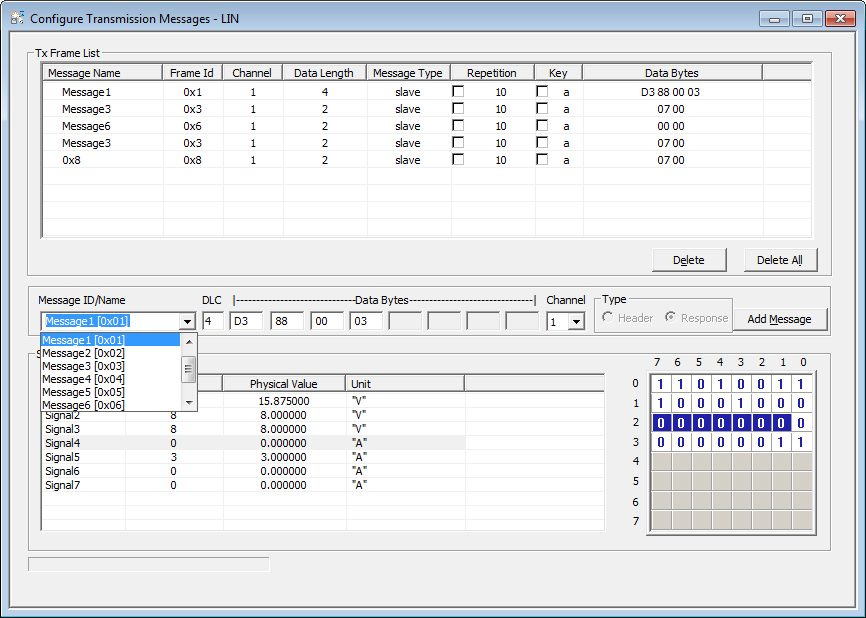 Configure Transmission Messages - LIN
Tx Frame List
Message Name Frame Id Channel Data Length Message Type Repetition Key Data Bytes
Message1 0x1 1 4 slave 10 a D3 88 00 03
Message3 0x3 1 2 slave 10 a 07 00
Message6 0x6 1 2 slave 10 a 00 00
Message3 0x3 1 2 slave 10 a 07 00
0x8 0x8 1 2 slave 10 a 07 00
Delete Delete All
Message ID/Name DLC |------------------------------Data Bytes-------------------------------| Channel Type
Message1 [0x01] 4 D3 88 00 03 1 Header Response Add Message
Message1 [0x01]
Message2 [0x02]
Message3 [0x03]
Message4 [0x04]
Message5 [0x05]
Message6 [0x06]
Physical Value Unit
15.875000 "V"
Signal2 8 8.000000 "V"
Signal3 8 8.000000 "V"
Signal4 0 0.000000 "A"
Signal5 3 3.000000 "A"
Signal6 0 0.000000 "A"
Signal7 0 0.000000 "A"
7 6 5 4 3 2 1 0
0 1 1 0 1 0 0 1 1
1 1 0 0 0 1 0 0 0
2 0 0 0 0 0 0 0 0
3 0 0 0 0 0 0 1 1
4
5
6
7